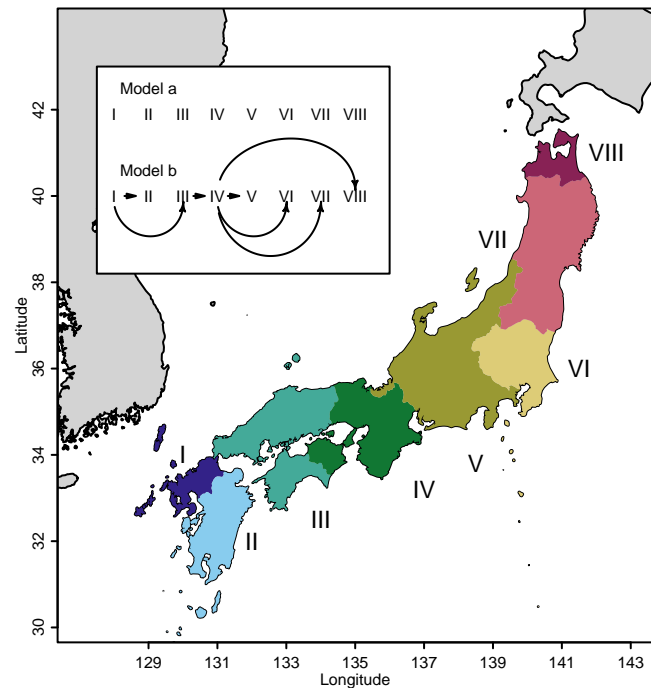 Model a
I II III IV V VI VII VIII
Model b
I II III IV V VI VII VIII
VIII
VII
VI
V
IV
III
II
I
Latitude
42
40
38
36
34
32
30
129 131 133 135 137 139 141 143
Longitude